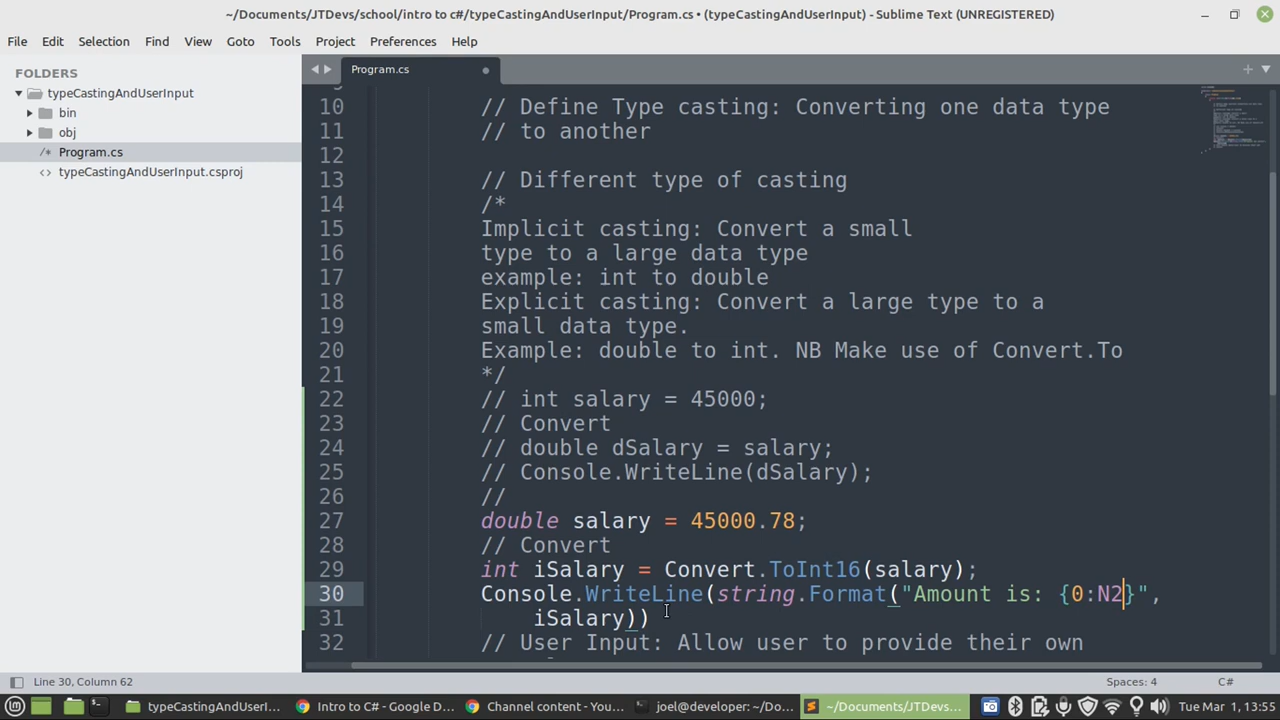 ~/Documents/JTDevs/school/intro to c#/typeCastingAndUserInput/Program.cs • (typeCastingAndUserInput) - Sublime Text (UNREGISTERED)
File Edit Selection Find View Goto Tools Project Preferences Help
FOLDERS
typeCastingAndUserInput
bin
obj
/* Program.cs
<> typeCastingAndUserInput.csproj
Program.cs
10 // Define Type casting: Converting one data type
11 // to another
12
13 // Different type of casting
14 /*
15 Implicit casting: Convert a small
16 type to a large data type
17 example: int to double
18 Explicit casting: Convert a large type to a
19 small data type.
20 Example: double to int. NB Make use of Convert.To
21 */
22 // int salary = 45000;
23 // Convert
24 // double dSalary = salary;
25 // Console.WriteLine(dSalary);
26 //
27 double salary = 45000.78;
28 // Convert
29 int iSalary = Convert.ToInt16(salary);
30 Console.WriteLine(string.Format("Amount is: {0:N2}",
31 iSalary))
32 // User Input: Allow user to provide their own
Line 30, Column 62
Spaces: 4
C#
typeCastingAndUserI...
Intro to C# - Google D...
Channel content - You...
joel@developer: ~/Do...
~/Documents/JTDevs...
Tue Mar 1, 13:55